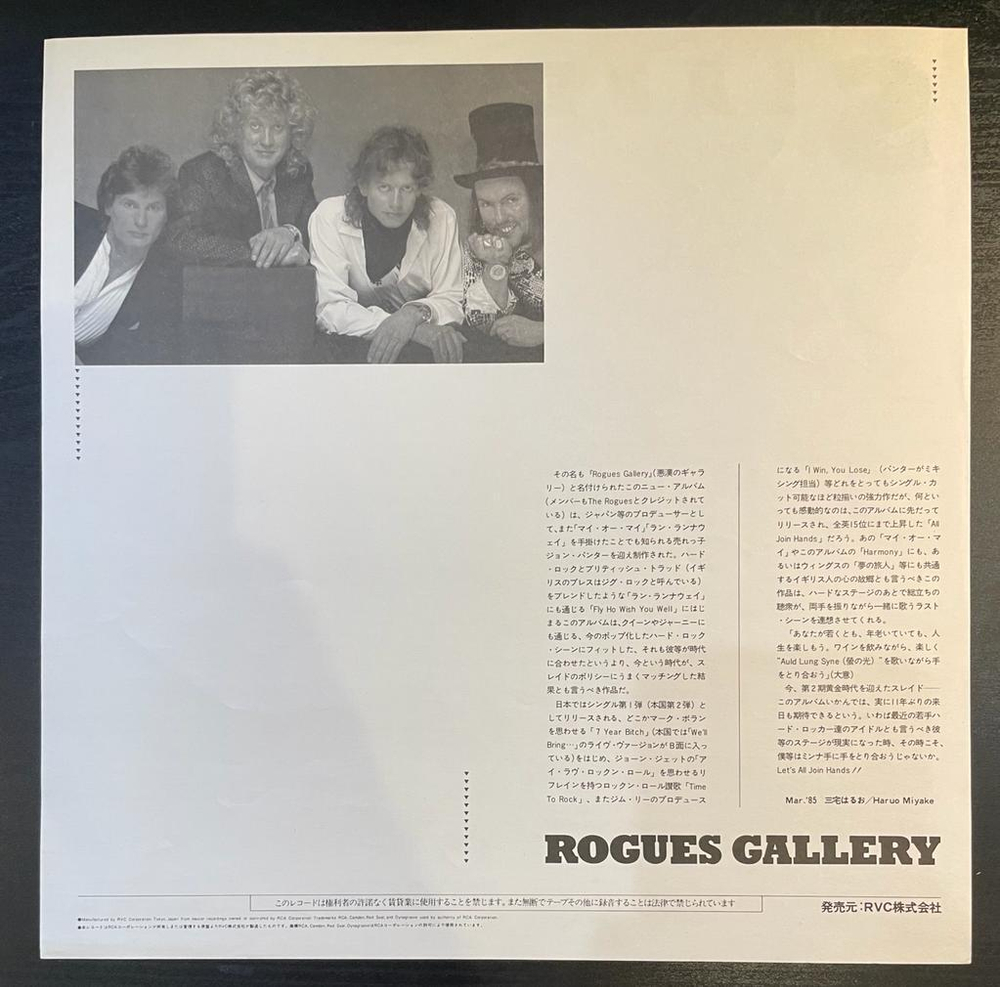 その名も「Rogues Gallery」(悪漢のギャラ
リー)と名付けられたこのニュー・アルバム
(メンバーもThe Roguesとクレジットされて
いる)は、ジャパン等のプロデューサーとし
て、また「マイ・オー・マイ」「ラン・ランナウ
ェイ」を手掛けたことでも知られる売れっ子
ジョン・パンターを迎え制作された。ハード
・ロックとブリティッシュ・トラッド(イギ
リスのプレスはジグ・ロックと呼んでいる)
をブレンドしたような「ラン・ランナウェイ」
にも通じる「Fly Ho Wish You Well」にはじ
まるこのアルバムは、クイーンやジャーニーに
も通じる、今のポップ化したハード・ロック
・シーンにフィットした、それも彼等が時代
に合わせたというより、今という時代が、ス
レイドのポリシーにうまくマッチングした結
果とも言うべき作品だ。
日本ではシングル第1弾(本国第2弾)と
してリリースされる、どこかマーク・ボラン
を思わせる「7 Year Bitch」(本国では「We'll
Bring…」のライヴ・ヴァージョンがB面に入っ
ている)をはじめ、ジョーン・ジェットの「ア
イ・ラヴ・ロックン・ロール」を思わせるリ
フレインを持つロックン・ロール讃歌「Time
To Rock」、またジム・リーのプロデュース
になる「I Win, You Lose」(パンターがミキ
シング担当)等どれをとってもシングル・カ
ット可能なほど粒揃いの強力作だが、何とい
っても感動的なのは、このアルバムに先だって
リリースされ、全英15位にまで上昇した「All
Join Hands」だろう。あの「マイ・オー・マ
イ」やこのアルバムの「Harmony」にも、あ
るいはウィングスの「夢の旅人」等にも共通
するイギリス人の心の故郷とも言うべきこの
作品は、ハードなステージのあとで総立ちの
聴衆が、両手を振りながら一緒に歌うラスト
・シーンを連想させてくれる。
「あなたが若くとも、年老いていても、人
生を楽しもう。ワインを飲みながら、楽しく
"Auld Lung Syne (螢の光)"を歌いながら手
をとり合おう」(大意)
今、第2期黄金時代を迎えたスレイド——
このアルバムいかんでは、実に11年ぶりの来
日も期待できるという。いわば最近の若手ハ
ード・ロッカー達のアイドルとも言うべき彼
等のステージが現実になった時、その時こそ、
僕等はミンナ手に手をとり合おうじゃないか。
Let's All Join Hands!!
Mar.'85 三宅はるお/Haruo Miyake
ROGUES GALLERY
このレコードは権利者の許諾なく賃貸業に使用することを禁じます。また無断でテープその他に録音することは法律で禁じられています
発売元:RVC株式会社
●Manufactured by RVC Corporation Tokyo, Japan from master recordings owned or controlled by RCA Corporation Trademarks RCA Camden, Red Seal, and Dynagroove used by authority of RCA Corporation.